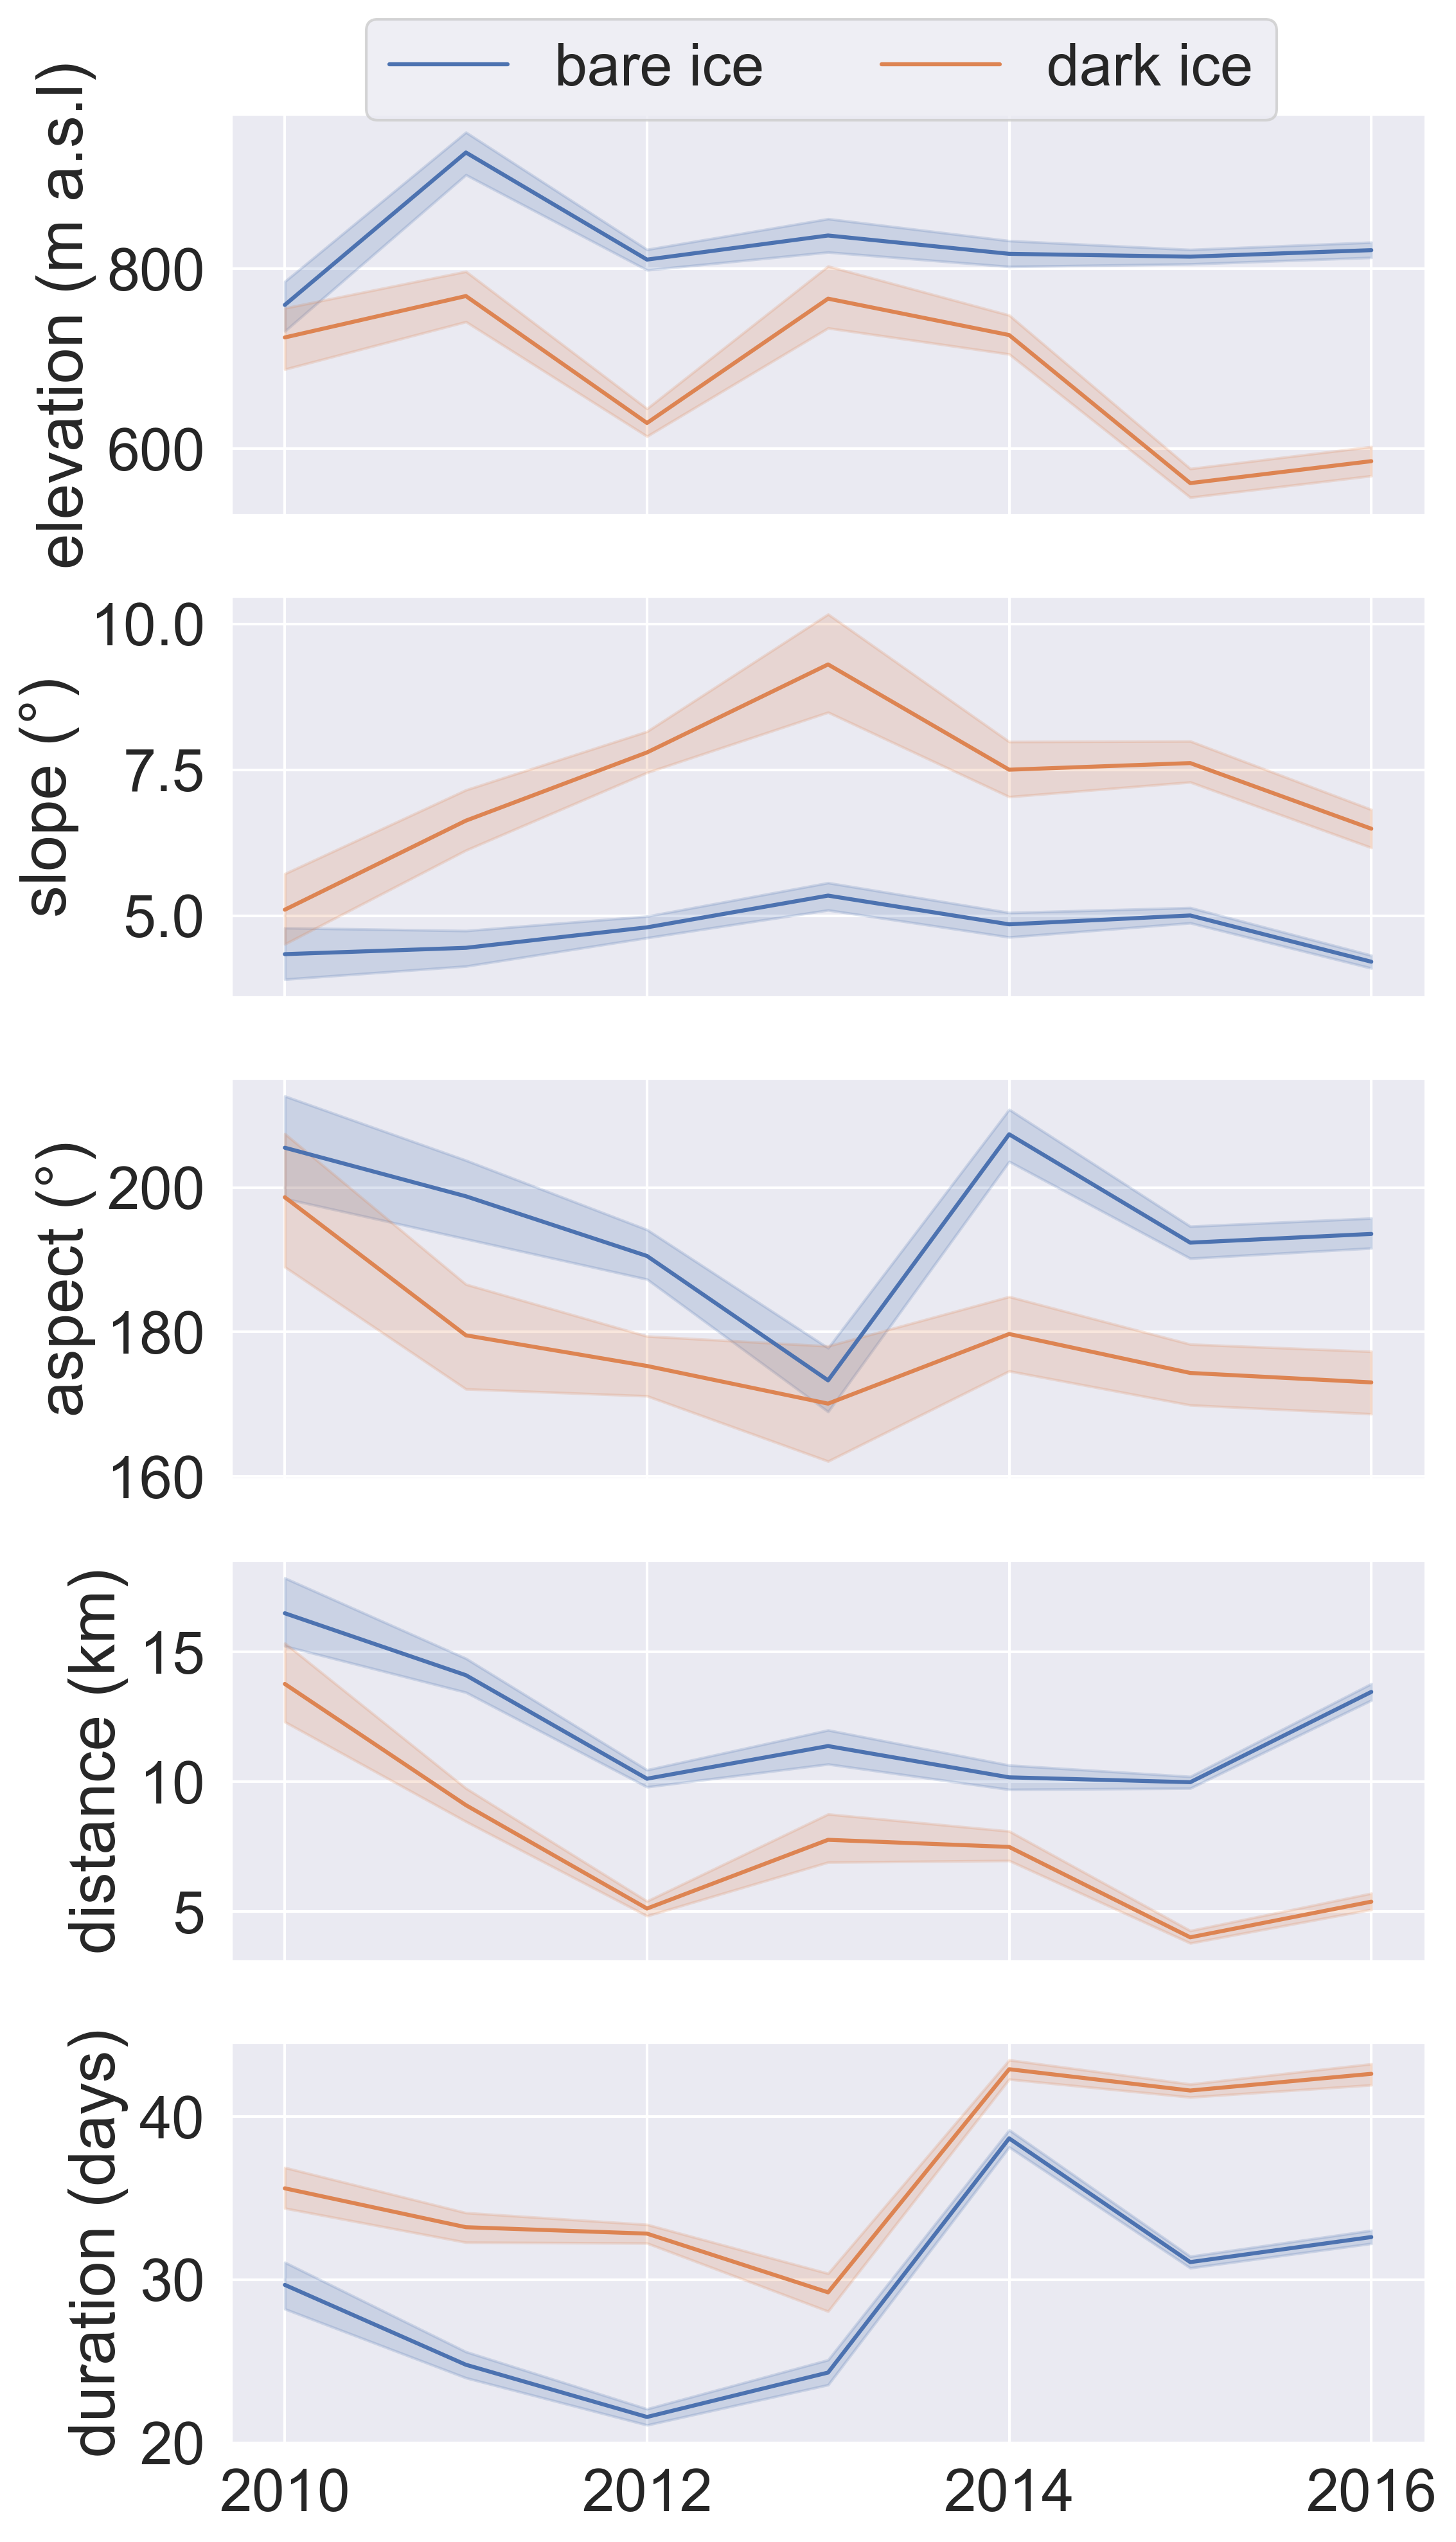 bare ice dark ice
elevation (m a.s.l)
800
600
slope (°)
10.0
7.5
5.0
aspect (°)
200
180
160
distance (km)
15
10
5
duration (days)
40
30
20
2010 2012 2014 2016